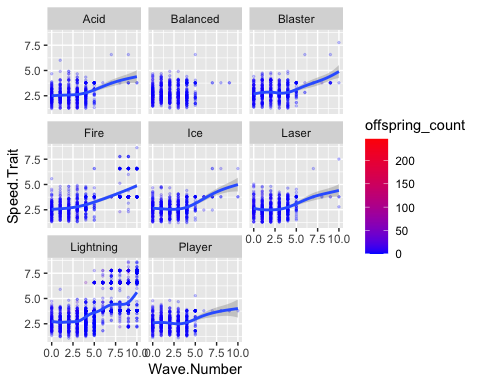 Acid Balanced Blaster
7.5
5.0
2.5
Fire Ice Laser
7.5
5.0
2.5
0.0 2.5 5.0 7.5 10.0
Lightning Player
7.5
5.0
2.5
0.0 2.5 5.0 7.5 10.0 0.0 2.5 5.0 7.5 10.0
Speed.Trait
Wave.Number
offspring_count
200
150
100
50
0